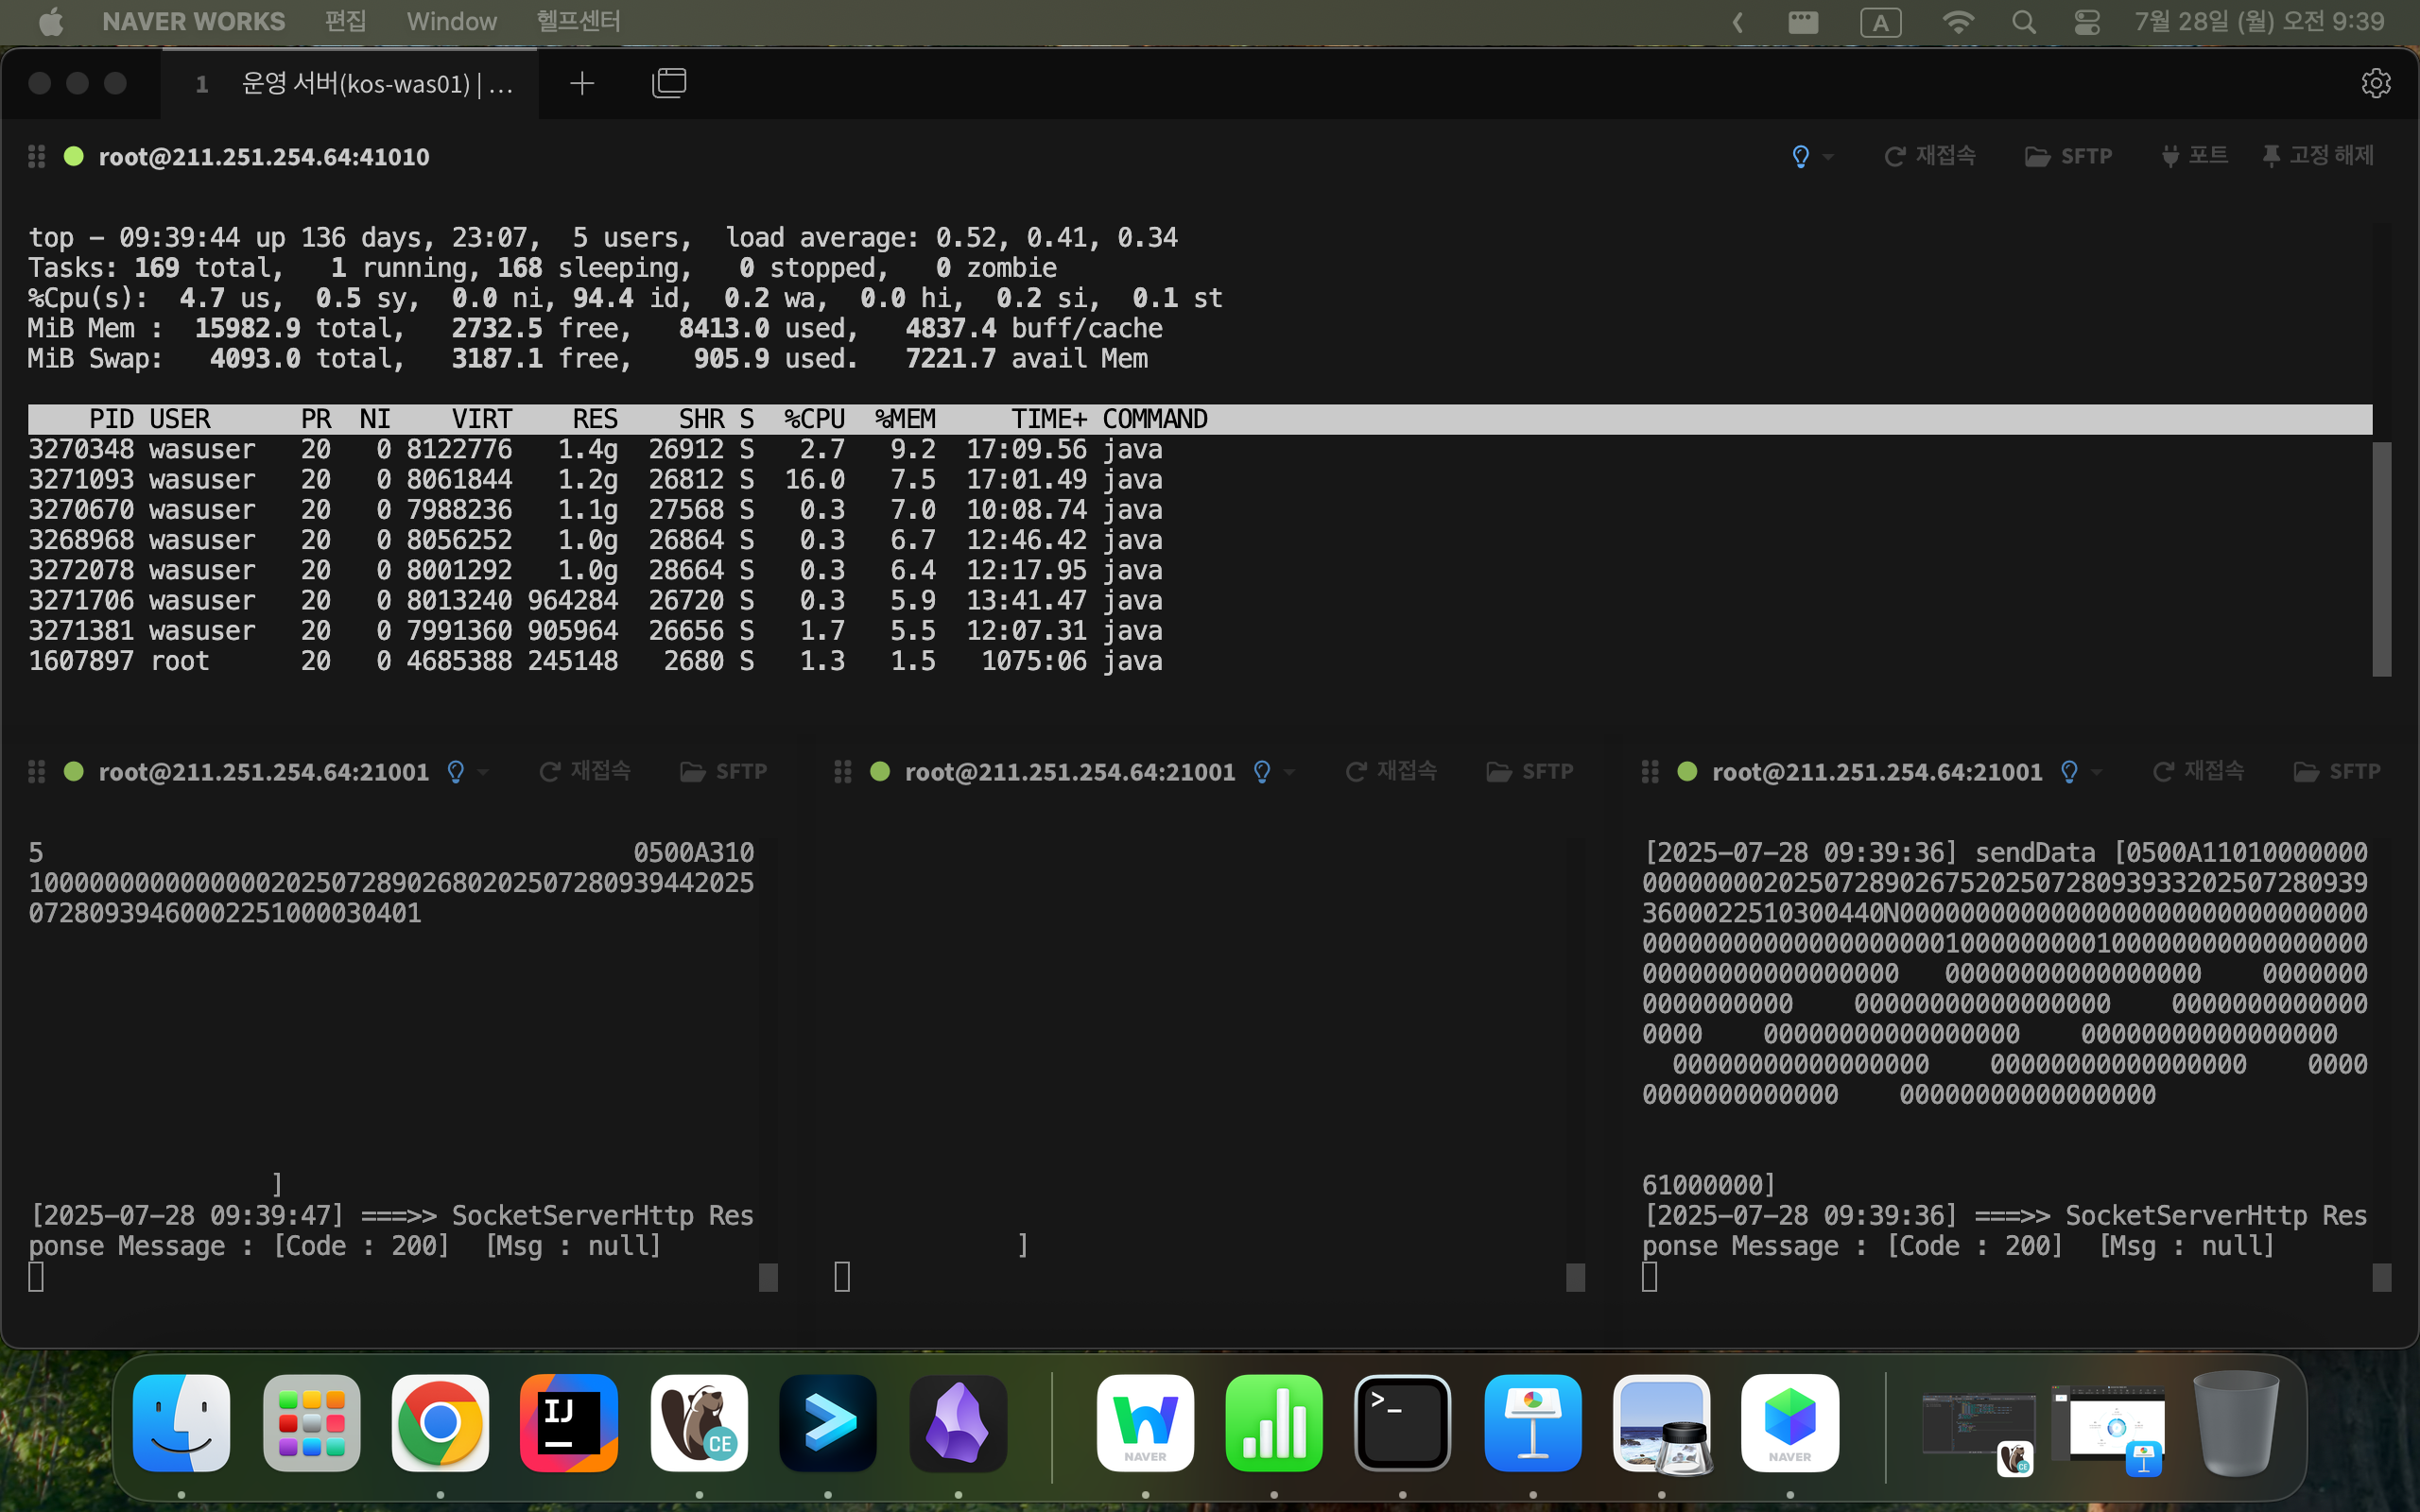 NAVER WORKS 편집 Window 헬프센터 A 7월 28일 (월) 오전 9:39
1 운영 서버(kos-was01) | ...
root@211.251.254.64:41010 재접속 SFTP 포트 고정 해제
top - 09:39:44 up 136 days, 23:07, 5 users, load average: 0.52, 0.41, 0.34
Tasks: 169 total, 1 running, 168 sleeping, 0 stopped, 0 zombie
%Cpu(s): 4.7 us, 0.5 sy, 0.0 ni, 94.4 id, 0.2 wa, 0.0 hi, 0.2 si, 0.1 st
MiB Mem : 15982.9 total, 2732.5 free, 8413.0 used, 4837.4 buff/cache
MiB Swap: 4093.0 total, 3187.1 free, 905.9 used. 7221.7 avail Mem
PID USER PR NI VIRT RES SHR S %CPU %MEM TIME+ COMMAND
3270348 wasuser 20 0 8122776 1.4g 26912 S 2.7 9.2 17:09.56 java
3271093 wasuser 20 0 8061844 1.2g 26812 S 16.0 7.5 17:01.49 java
3270670 wasuser 20 0 7988236 1.1g 27568 S 0.3 7.0 10:08.74 java
3268968 wasuser 20 0 8056252 1.0g 26864 S 0.3 6.7 12:46.42 java
3272078 wasuser 20 0 8001292 1.0g 28664 S 0.3 6.4 12:17.95 java
3271706 wasuser 20 0 8013240 964284 26720 S 0.3 5.9 13:41.47 java
3271381 wasuser 20 0 7991360 905964 26656 S 1.7 5.5 12:07.31 java
1607897 root 20 0 4685388 245148 2680 S 1.3 1.5 1075:06 java
root@211.251.254.64:21001 재접속 SFTP
5 0500A310
100000000000000020250728902680202507280939442025
07280939460002251000030401
]
[2025-07-28 09:39:47] ===>> SocketServerHttp Res
ponse Message : [Code : 200] [Msg : null]
root@211.251.254.64:21001 재접속 SFTP
]
root@211.251.254.64:21001 재접속 SFTP
[2025-07-28 09:39:36] sendData [0500A11010000000
000000002025072890267520250728093933202507280939
3600022510300440N0000000000000000000000000000000
000000000000000000001000000000010000000000000000
00000000000000000 00000000000000000 0000000
0000000000 00000000000000000 0000000000000
0000 00000000000000000 00000000000000000
00000000000000000 00000000000000000 0000
0000000000000 00000000000000000
61000000]
[2025-07-28 09:39:36] ===>> SocketServerHttp Res
ponse Message : [Code : 200] [Msg : null]
IJ
CE
NAVER
>_
NAVER
CE